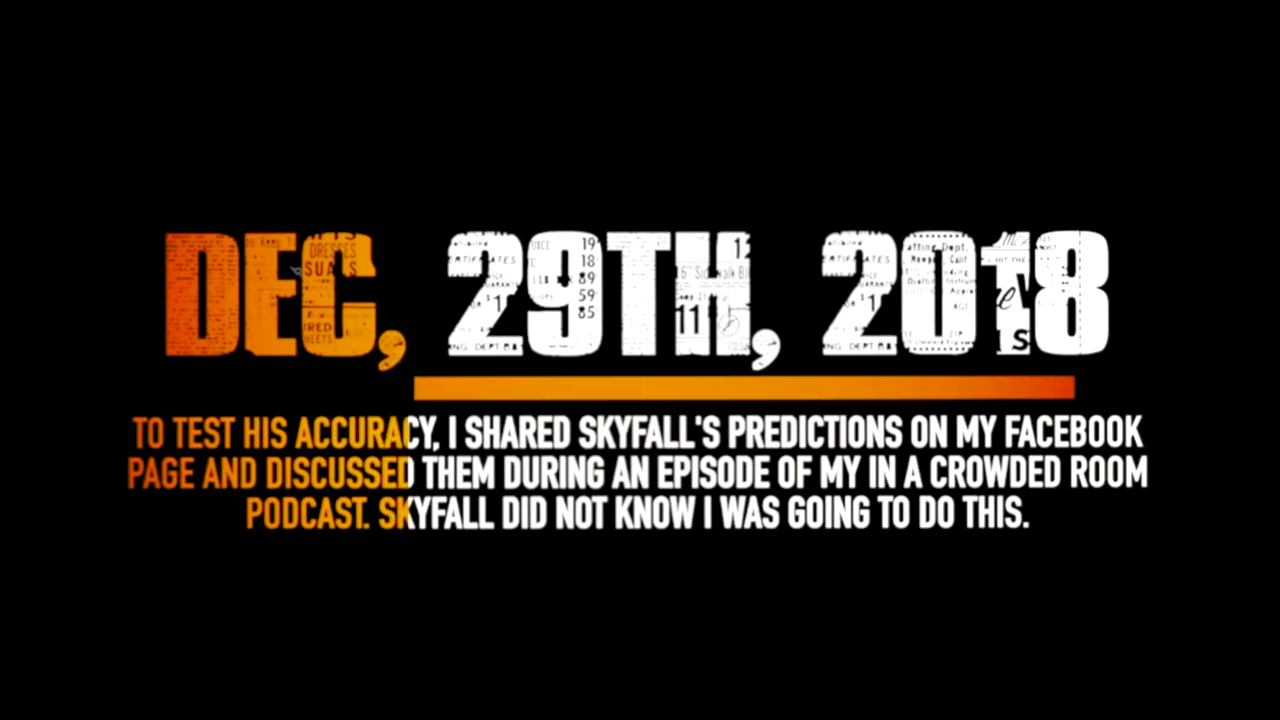 DEC, 29TH, 2018
TO TEST HIS ACCURACY, I SHARED SKYFALL'S PREDICTIONS ON MY FACEBOOK
PAGE AND DISCUSSED THEM DURING AN EPISODE OF MY IN A CROWDED ROOM
PODCAST. SKYFALL DID NOT KNOW I WAS GOING TO DO THIS.